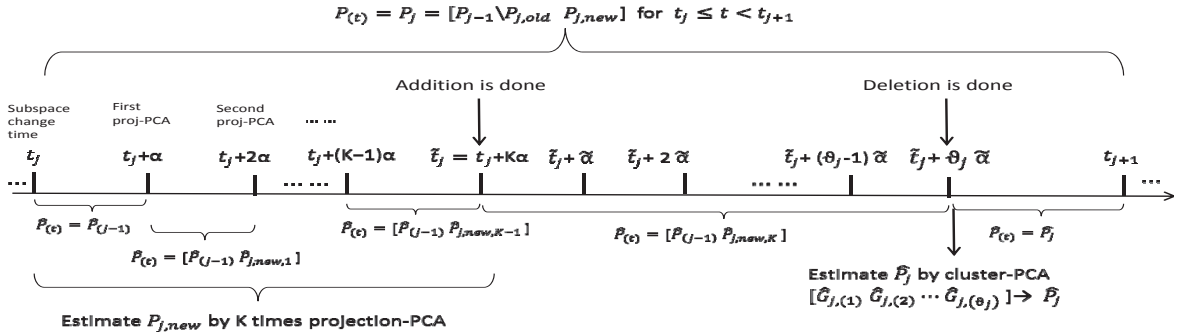 P₍ₜ₎ = Pⱼ = [Pⱼ₋₁\Pⱼ,old Pⱼ,new] for tⱼ ≤ t < tⱼ₊₁
Addition is done
Deletion is done
Subspace change time
First proj-PCA
Second proj-PCA
⋯ ⋯
tⱼ
tⱼ+α
tⱼ+2α
tⱼ+(K−1)α
t̃ⱼ = tⱼ+Kα
t̃ⱼ+ α̃
t̃ⱼ+ 2 α̃
t̃ⱼ+ (ϑⱼ-1) α̃
t̃ⱼ+ ϑⱼ α̃
tⱼ₊₁
⋯
⋯ ⋯
⋯ ⋯
⋯
P̂₍ₜ₎ = P̂₍ⱼ₋₁₎
P̂₍ₜ₎ = [P̂₍ⱼ₋₁₎ P̂ⱼ,new,K−1]
P̂₍ₜ₎ = [P̂₍ⱼ₋₁₎ P̂ⱼ,new,K]
P̂₍ₜ₎ = P̂ⱼ
P̂₍ₜ₎ = [P̂₍ⱼ₋₁₎ P̂ⱼ,new,1]
Estimate P̂ⱼ by cluster-PCA
[Ĝⱼ,₍₁₎ Ĝⱼ,₍₂₎ ⋯ Ĝⱼ,(ϑⱼ) ]→ P̂ⱼ
Estimate Pⱼ,new by K times projection-PCA